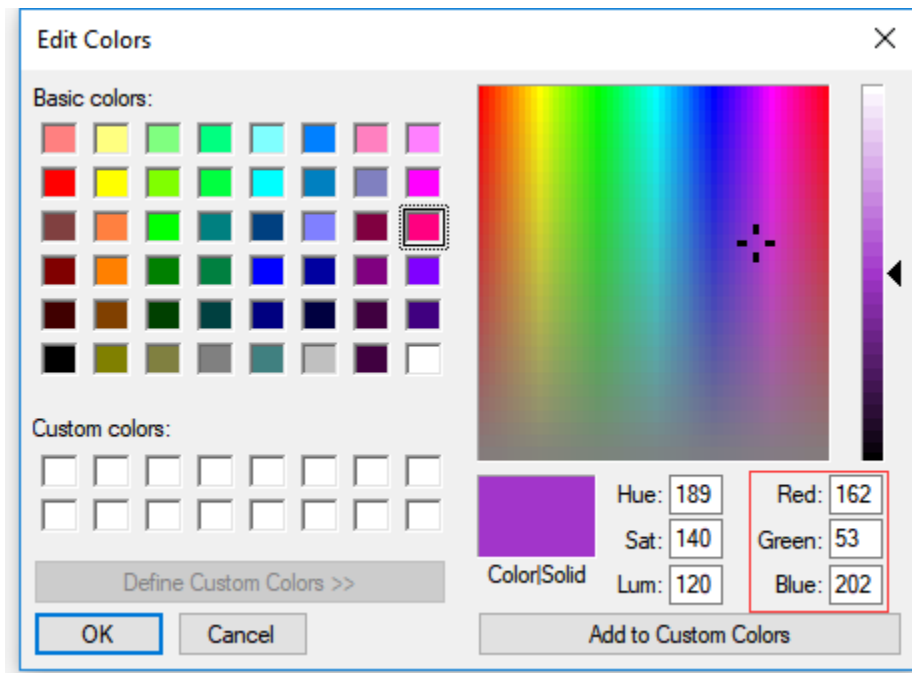 Edit Colors
Basic colors:
Custom colors:
Define Custom Colors >>
OK
Cancel
Color|Solid
Hue: 189
Sat: 140
Lum: 120
Red: 162
Green: 53
Blue: 202
Add to Custom Colors